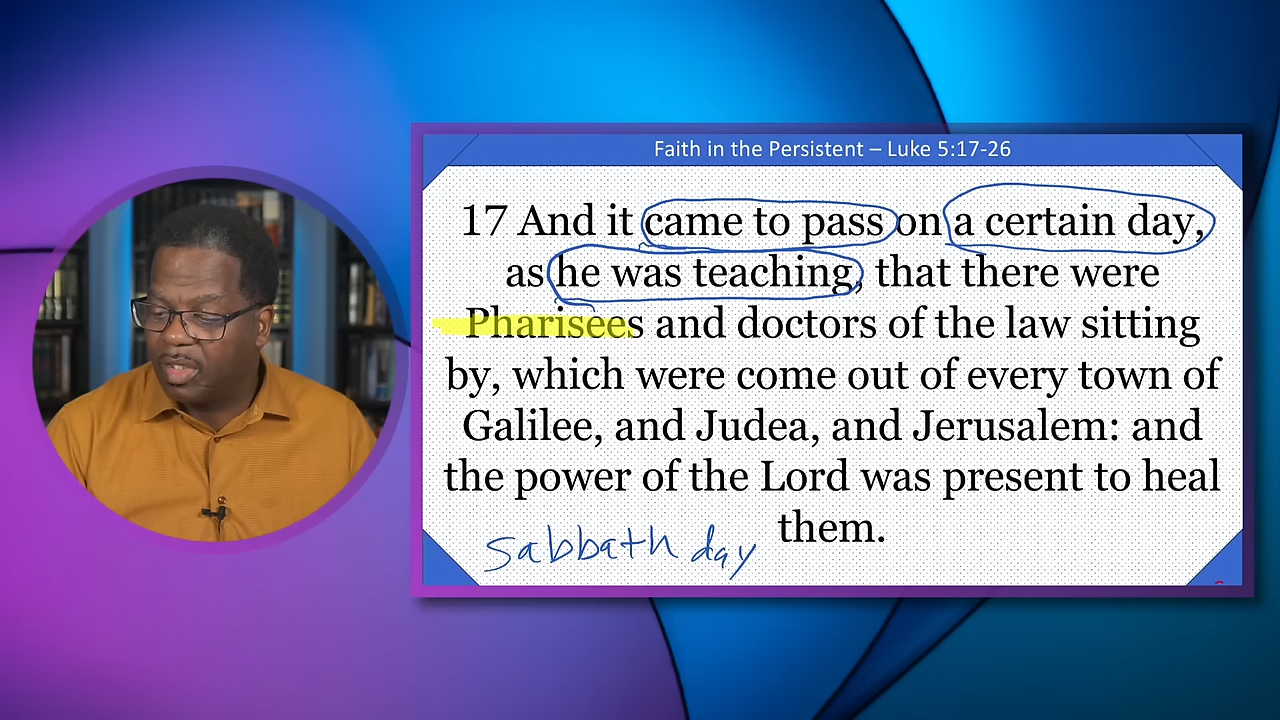 Faith in the Persistent – Luke 5:17-26
17 And it came to pass on a certain day,
as he was teaching, that there were
Pharisees and doctors of the law sitting
by, which were come out of every town of
Galilee, and Judea, and Jerusalem: and
the power of the Lord was present to heal
them.
sabbath day